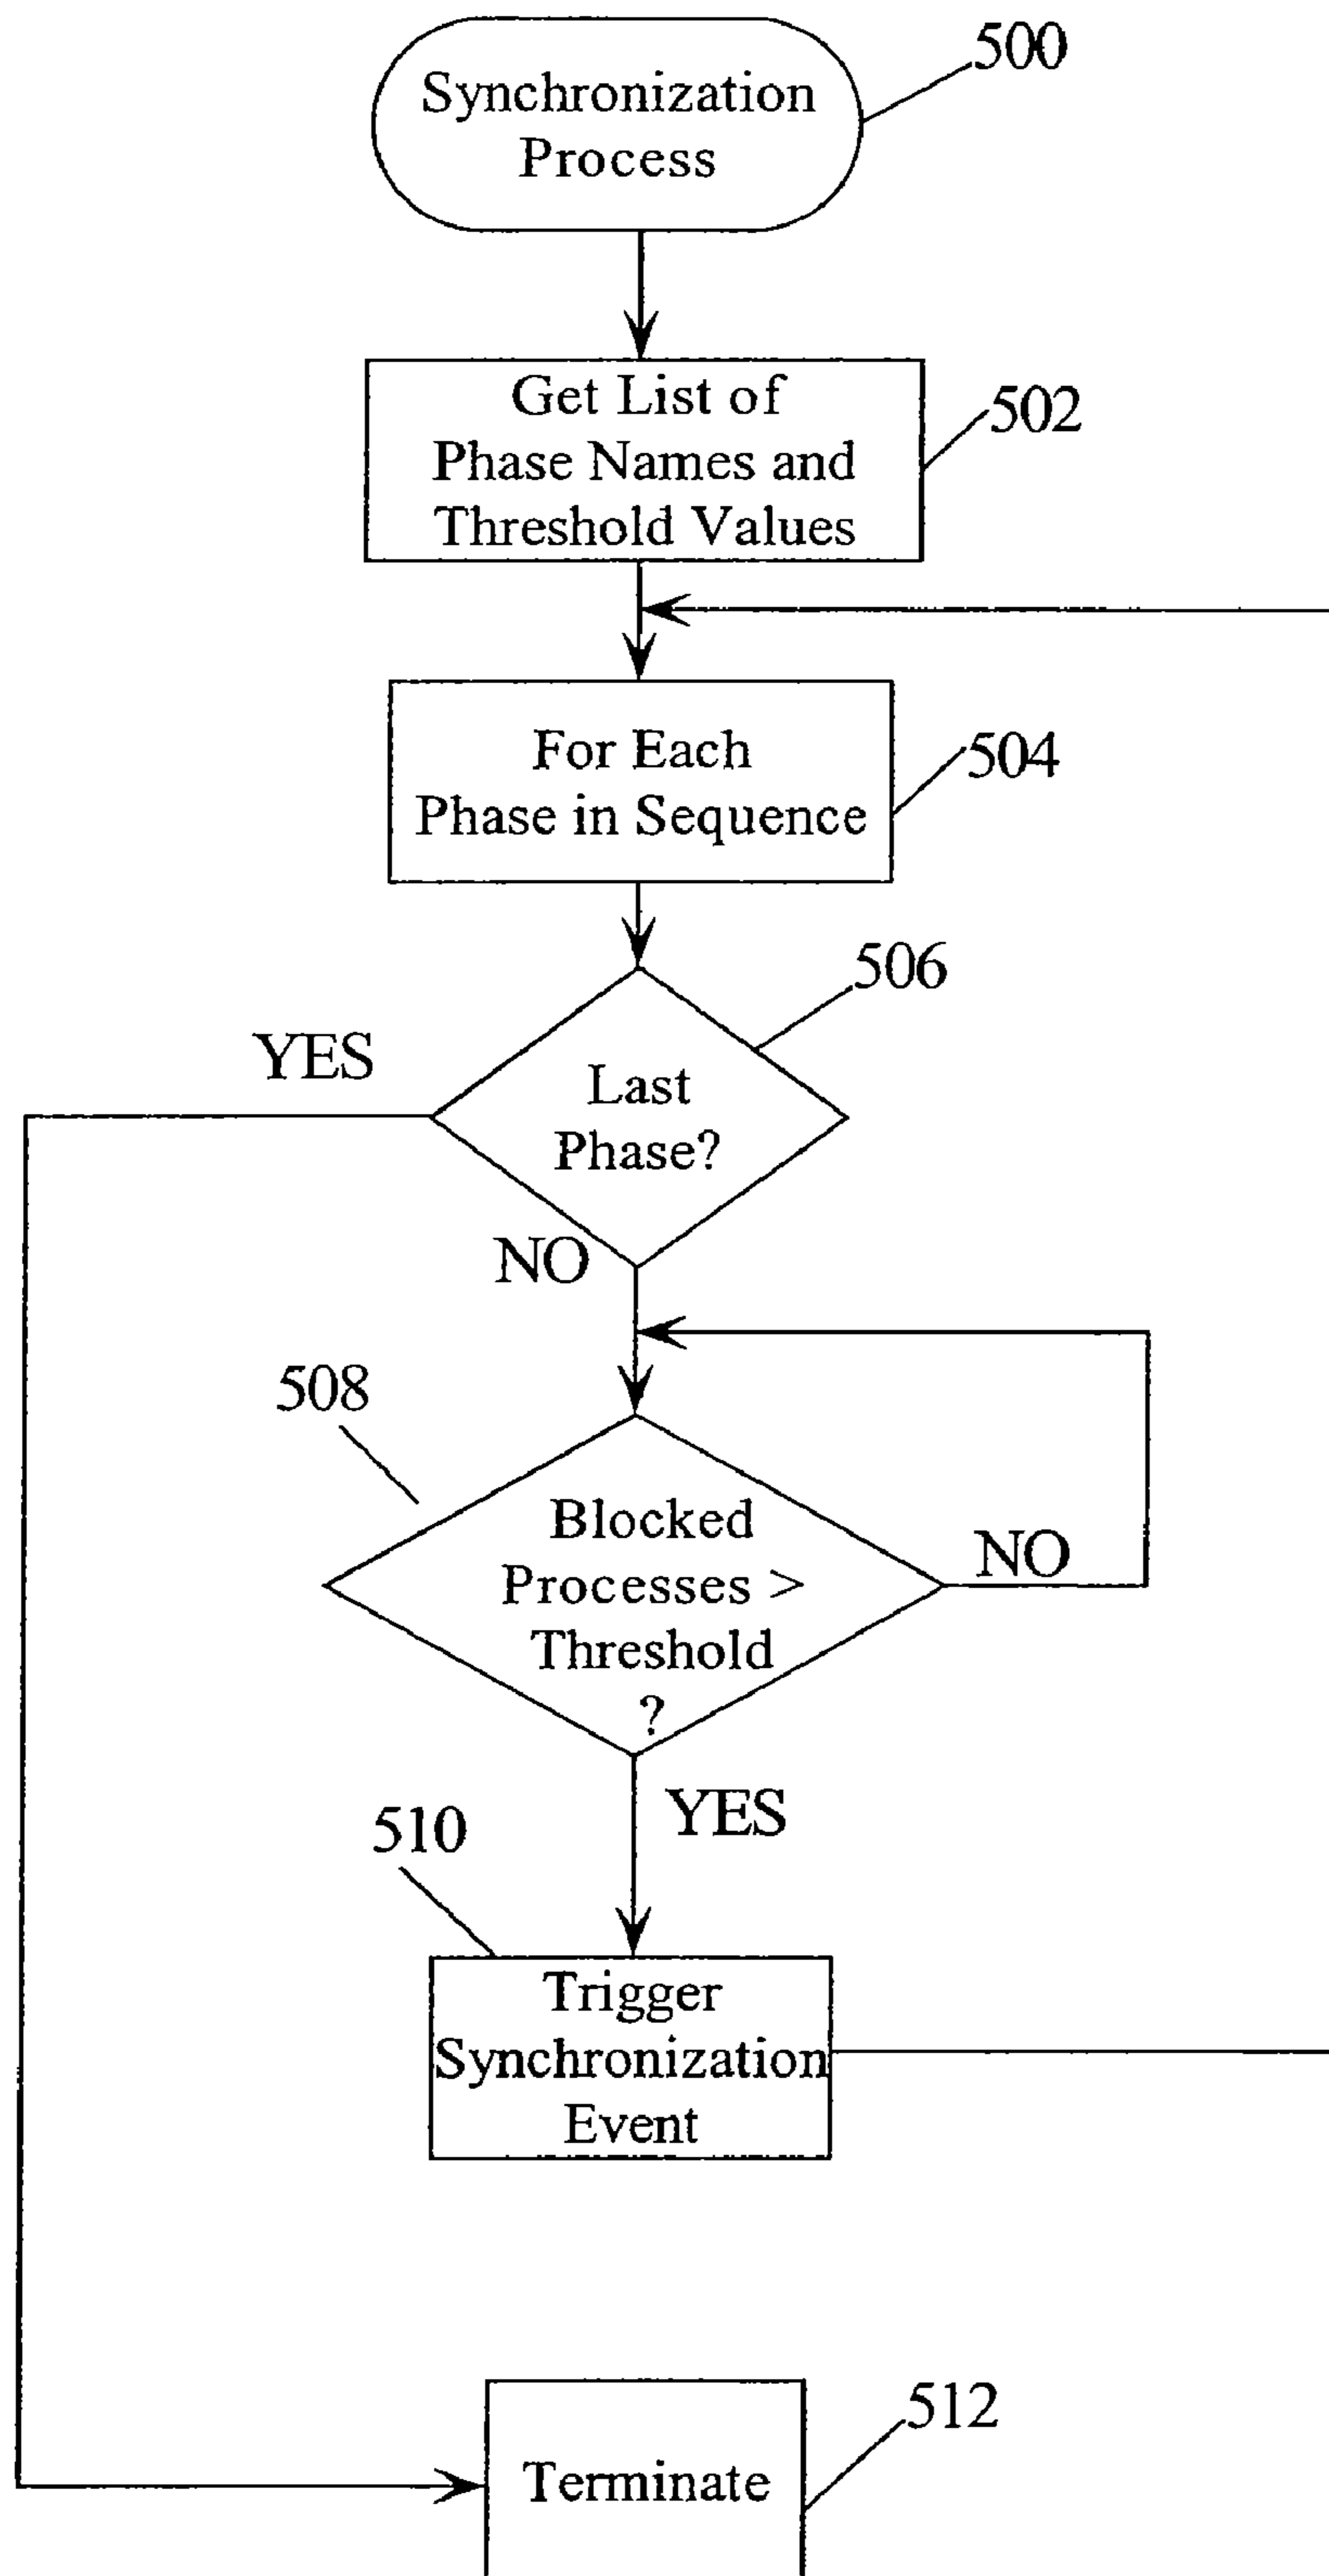 Synchronization
Process
500
Get List of
Phase Names and
Threshold Values
502
For Each
Phase in Sequence
504
506
YES
Last
Phase?
NO
508
Blocked
Processes >
Threshold
?
NO
YES
510
Trigger
Synchronization
Event
512
Terminate